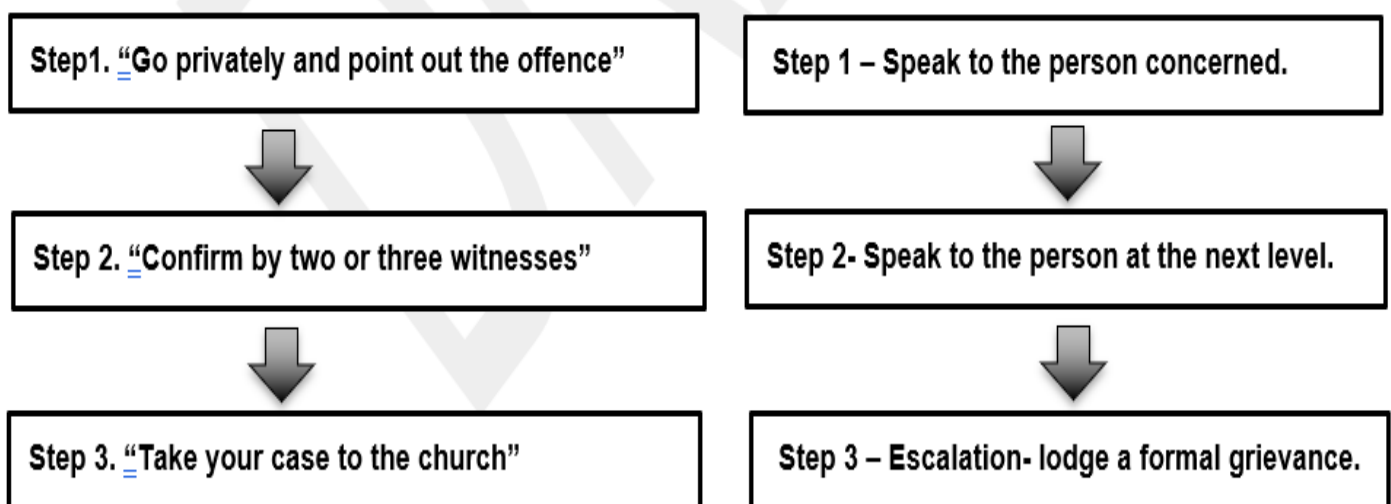 Step1. “Go privately and point out the offence”
Step 1 – Speak to the person concerned.
Step 2. “Confirm by two or three witnesses”
Step 2- Speak to the person at the next level.
Step 3. “Take your case to the church”
Step 3 – Escalation- lodge a formal grievance.